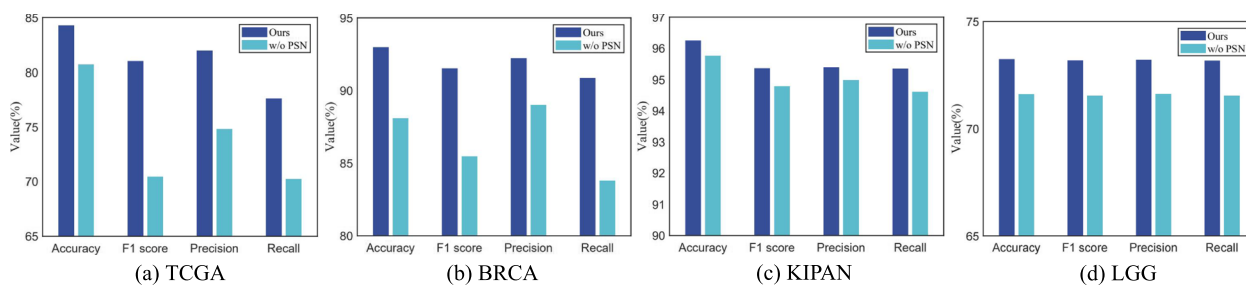 85
80
75
70
65
Value(%)
Ours
w/o PSN
Accuracy F1 score Precision Recall
(a) TCGA
95
90
85
80
Value(%)
Ours
w/o PSN
Accuracy F1 score Precision Recall
(b) BRCA
97
96
95
94
93
92
91
90
Value(%)
Ours
w/o PSN
Accuracy F1 score Precision Recall
(c) KIPAN
75
70
65
Value(%)
Ours
w/o PSN
Accuracy F1 score Precision Recall
(d) LGG